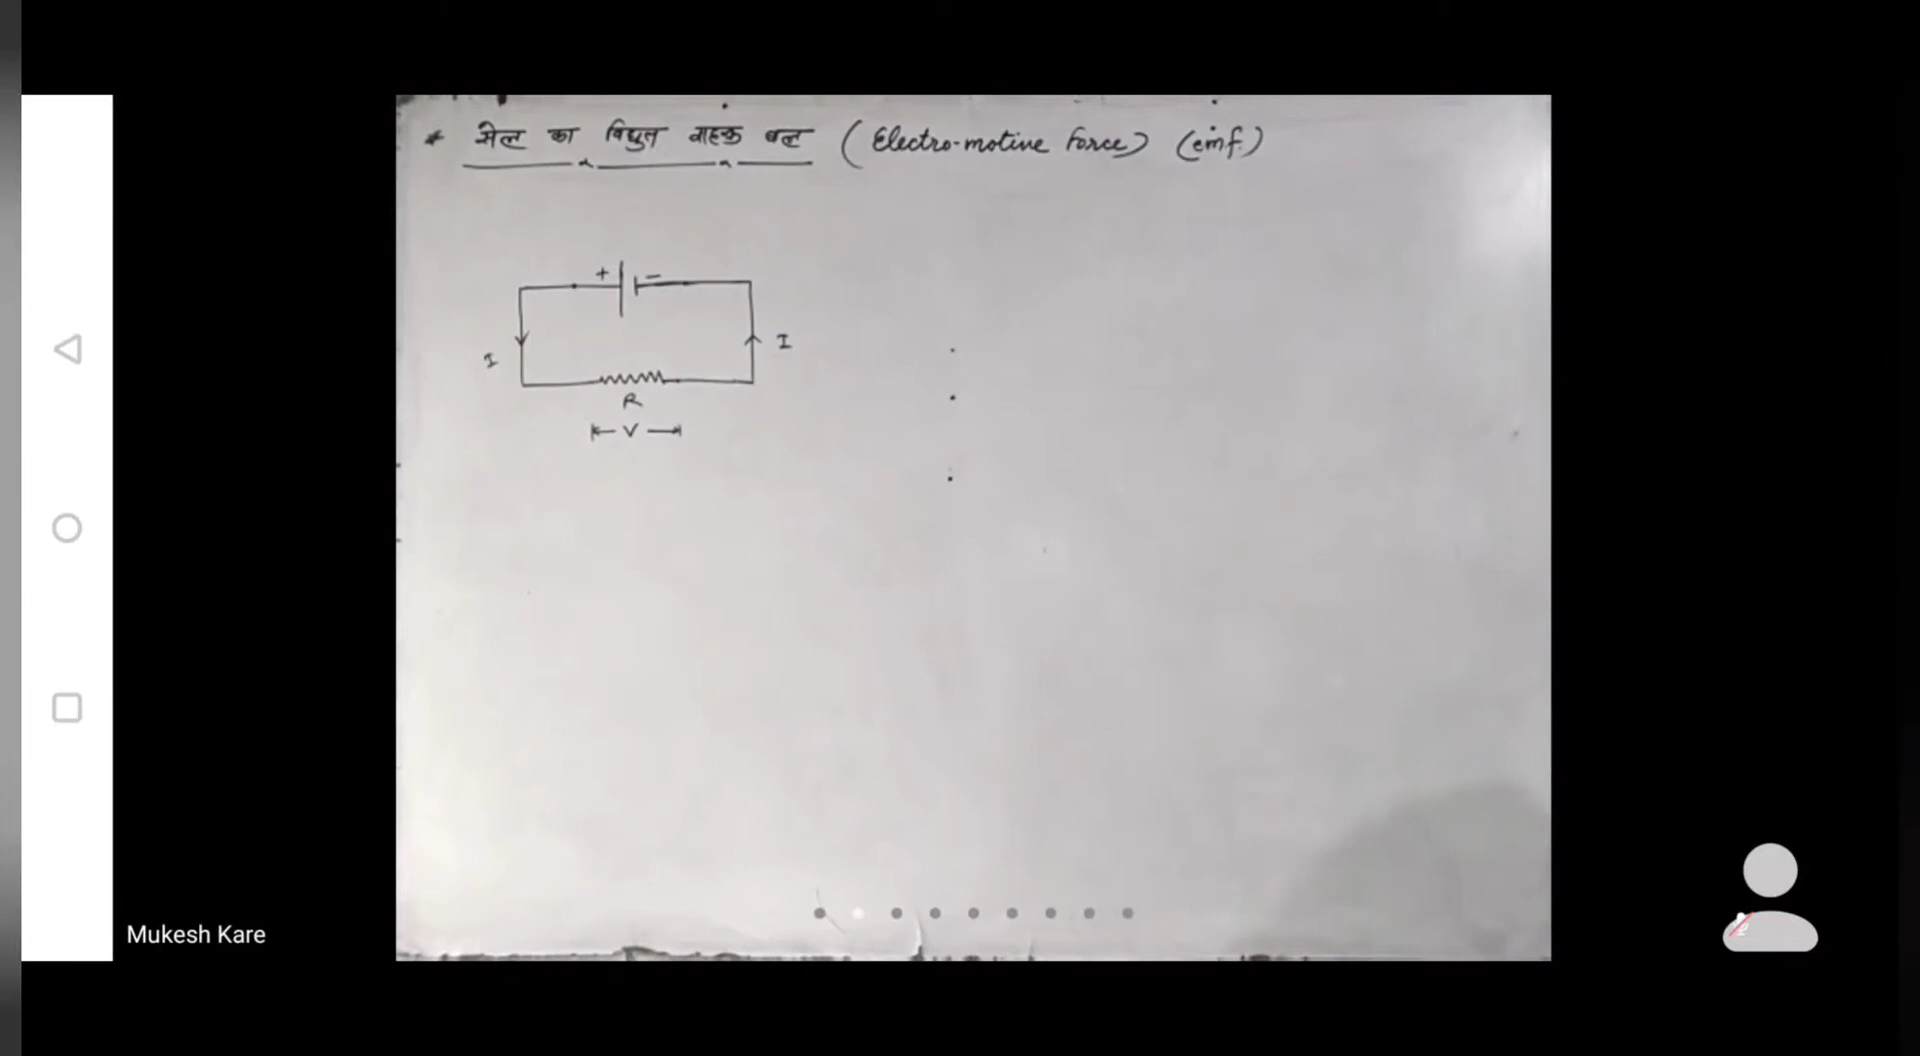 * सेल का विद्युत वाहक बल ( Electro-motive Force) (emf.)
+ −
I I
R
V
Mukesh Kare